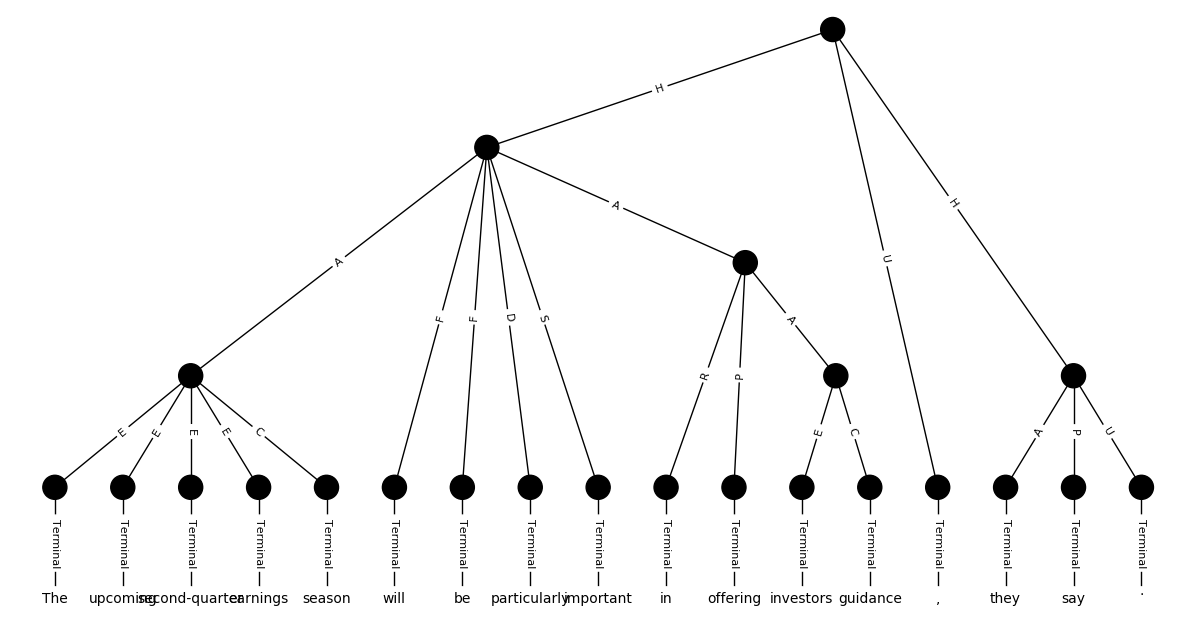 H
A
A U H
F F D S
R P A
E E E E C E C A P U
Terminal Terminal Terminal Terminal Terminal Terminal Terminal Terminal Terminal Terminal Terminal Terminal Terminal Terminal Terminal Terminal Terminal
The upcoming second-quarter earnings season will be particularly important in offering investors guidance , they say .